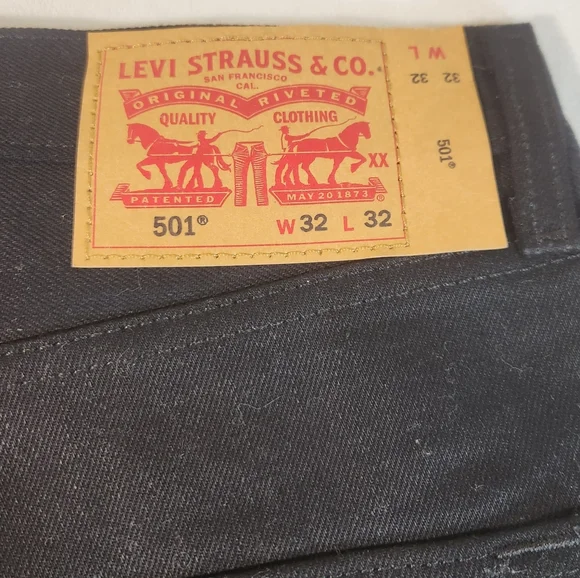 LEVI STRAUSS & CO.
SAN FRANCISCO
CAL.
ORIGINAL RIVETED
QUALITY CLOTHING
XX
PATENTED MAY 20 1873
501® W 32 L 32
W L
32 32
501®